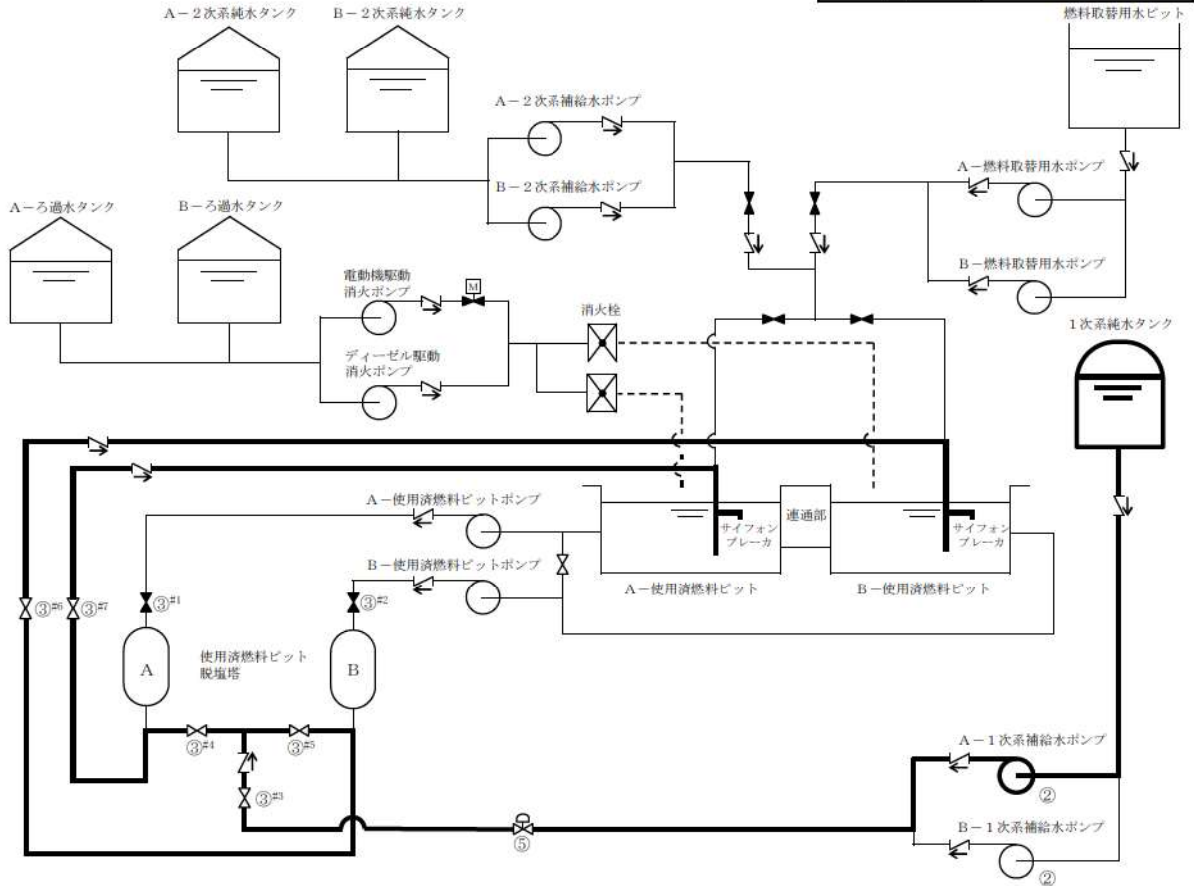 A－2次系純水タンク
B－2次系純水タンク
燃料取替用水ピット
A－2次系補給水ポンプ
A－燃料取替用水ポンプ
B－2次系補給水ポンプ
A－ろ過水タンク
B－ろ過水タンク
B－燃料取替用水ポンプ
電動機駆動
消火ポンプ
M
消火栓
1次系純水タンク
ディーゼル駆動
消火ポンプ
A－使用済燃料ピットポンプ
連通部
サイフォン
ブレーカ
サイフォン
ブレーカ
B－使用済燃料ピットポンプ
A－使用済燃料ピット
B－使用済燃料ピット
③#6
③#7
③#1
③#2
A
使用済燃料ピット
脱塩塔
B
③#4
③#5
A－1次系補給水ポンプ
②
③#3
⑤
B－1次系補給水ポンプ
②